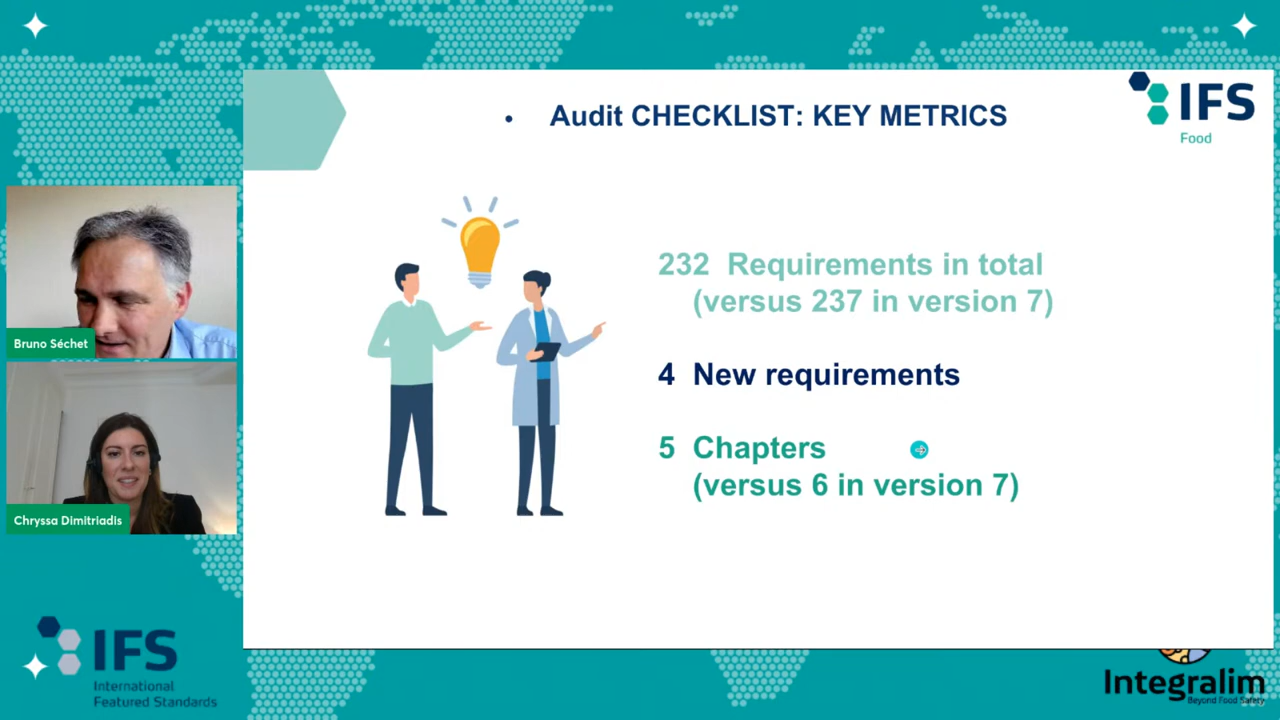 • Audit CHECKLIST: KEY METRICS
IFS
Food
232 Requirements in total
(versus 237 in version 7)
4 New requirements
5 Chapters
(versus 6 in version 7)
Bruno Séchet
Chryssa Dimitriadis
IFS
International
Featured Standards
Integralim
Beyond Food Safety